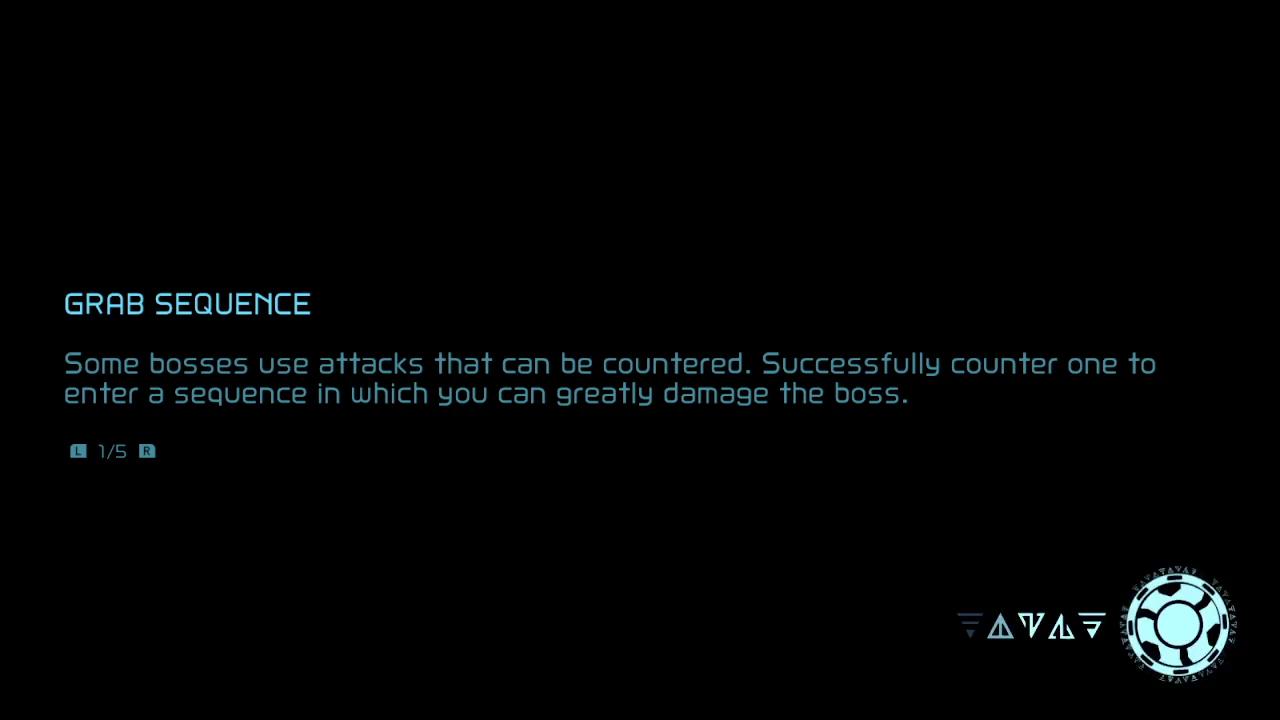 GRAB SEQUENCE
Some bosses use attacks that can be countered. Successfully counter one to
enter a sequence in which you can greatly damage the boss.
L 1/5 R